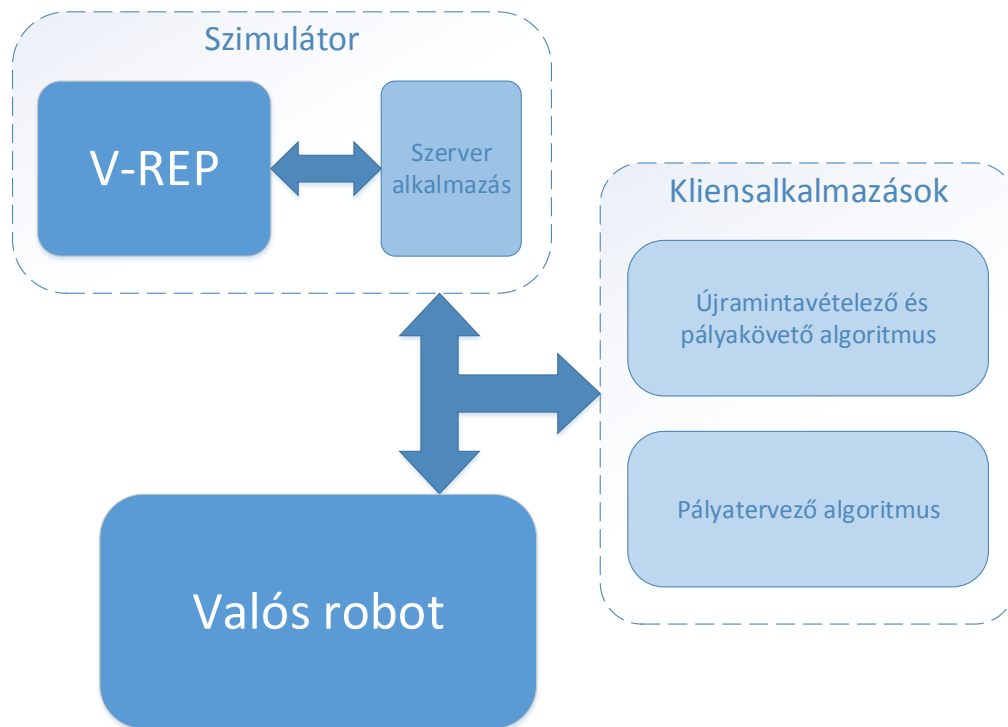 Szimulátor
V-REP
Szerver
alkalmazás
Kliensalkalmazások
Újramintavételező és
pályakövető algoritmus
Pályatervező algoritmus
Valós robot